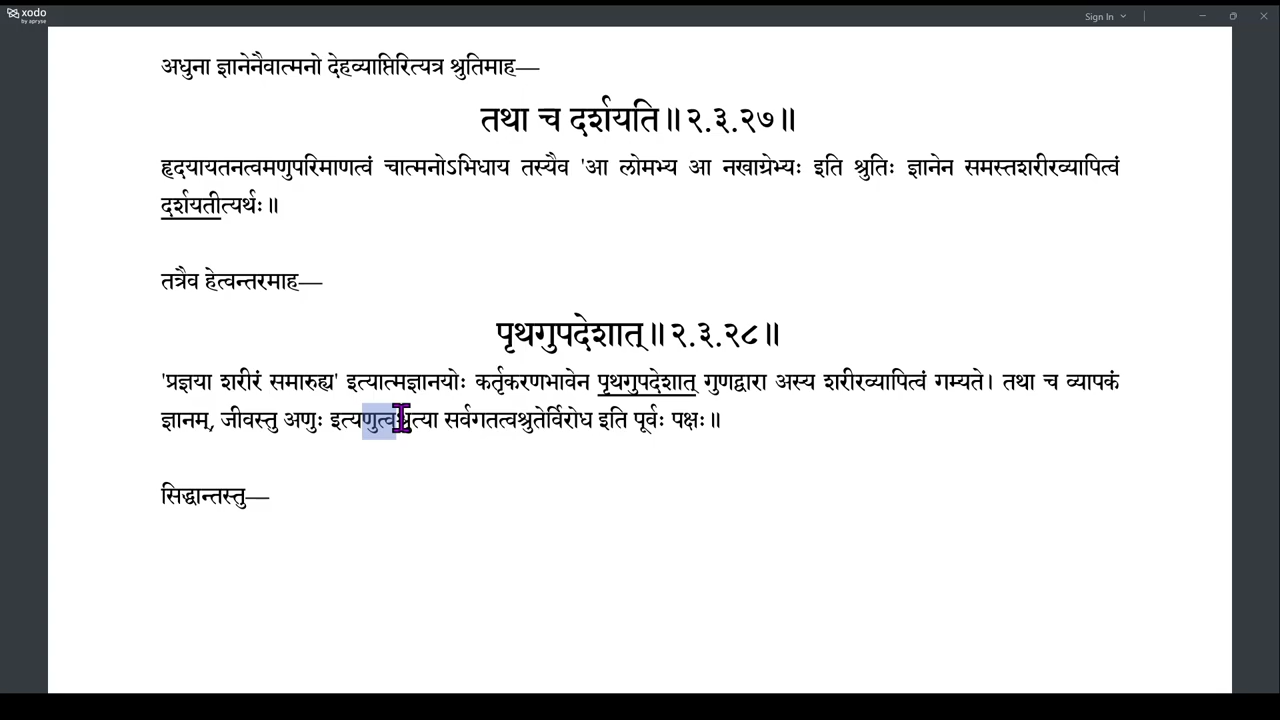 xodo
by apryse
Sign In
अधुना ज्ञानेनैवात्मनो देहव्याप्तिरित्यत्र श्रुतिमाह—
तथा च दर्शयति॥२.३.२७॥
हृदयायतनत्वमणुपरिमाणत्वं चात्मनोऽभिधाय तस्यैव 'आ लोमभ्य आ नखाग्रेभ्यः इति श्रुतिः ज्ञानेन समस्तशरीरव्यापित्वं
दर्शयतीत्यर्थः॥
तत्रैव हेत्वन्तरमाह—
पृथगुपदेशात्॥२.३.२८॥
'प्रज्ञया शरीरं समारुह्य' इत्यात्मज्ञानयोः कर्तृकरणभावेन पृथगुपदेशात् गुणद्वारा अस्य शरीरव्यापित्वं गम्यते। तथा च व्यापकं
ज्ञानम्, जीवस्तु अणुः इत्यणुत्वश्रुत्या सर्वगतत्वश्रुतेर्विरोध इति पूर्वः पक्षः॥
सिद्धान्तस्तु—